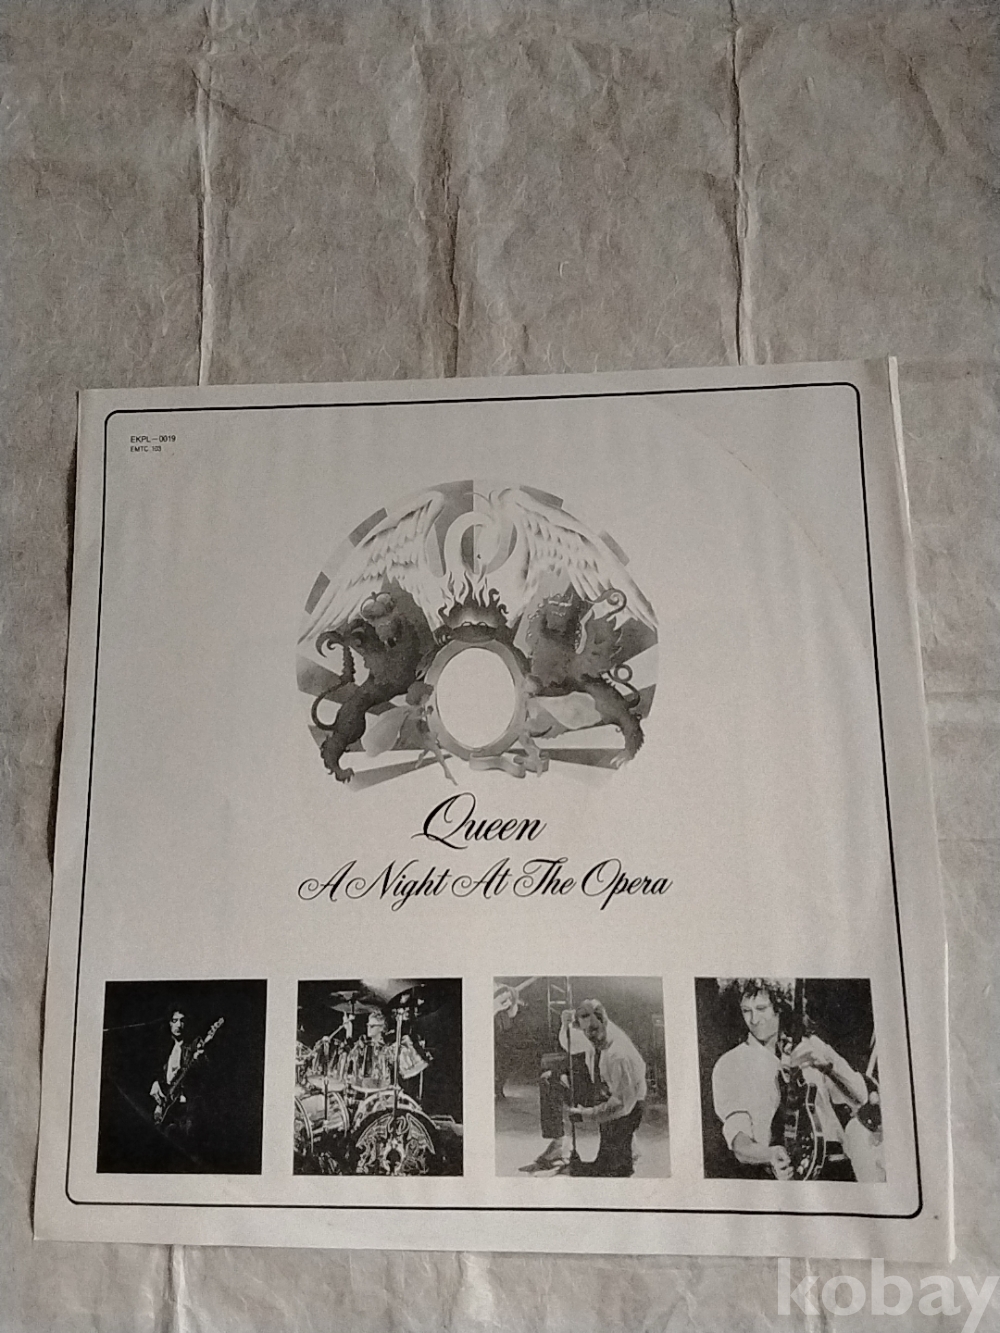 EKPL-0019
EMTC 103
Queen
A Night At The Opera
kobay